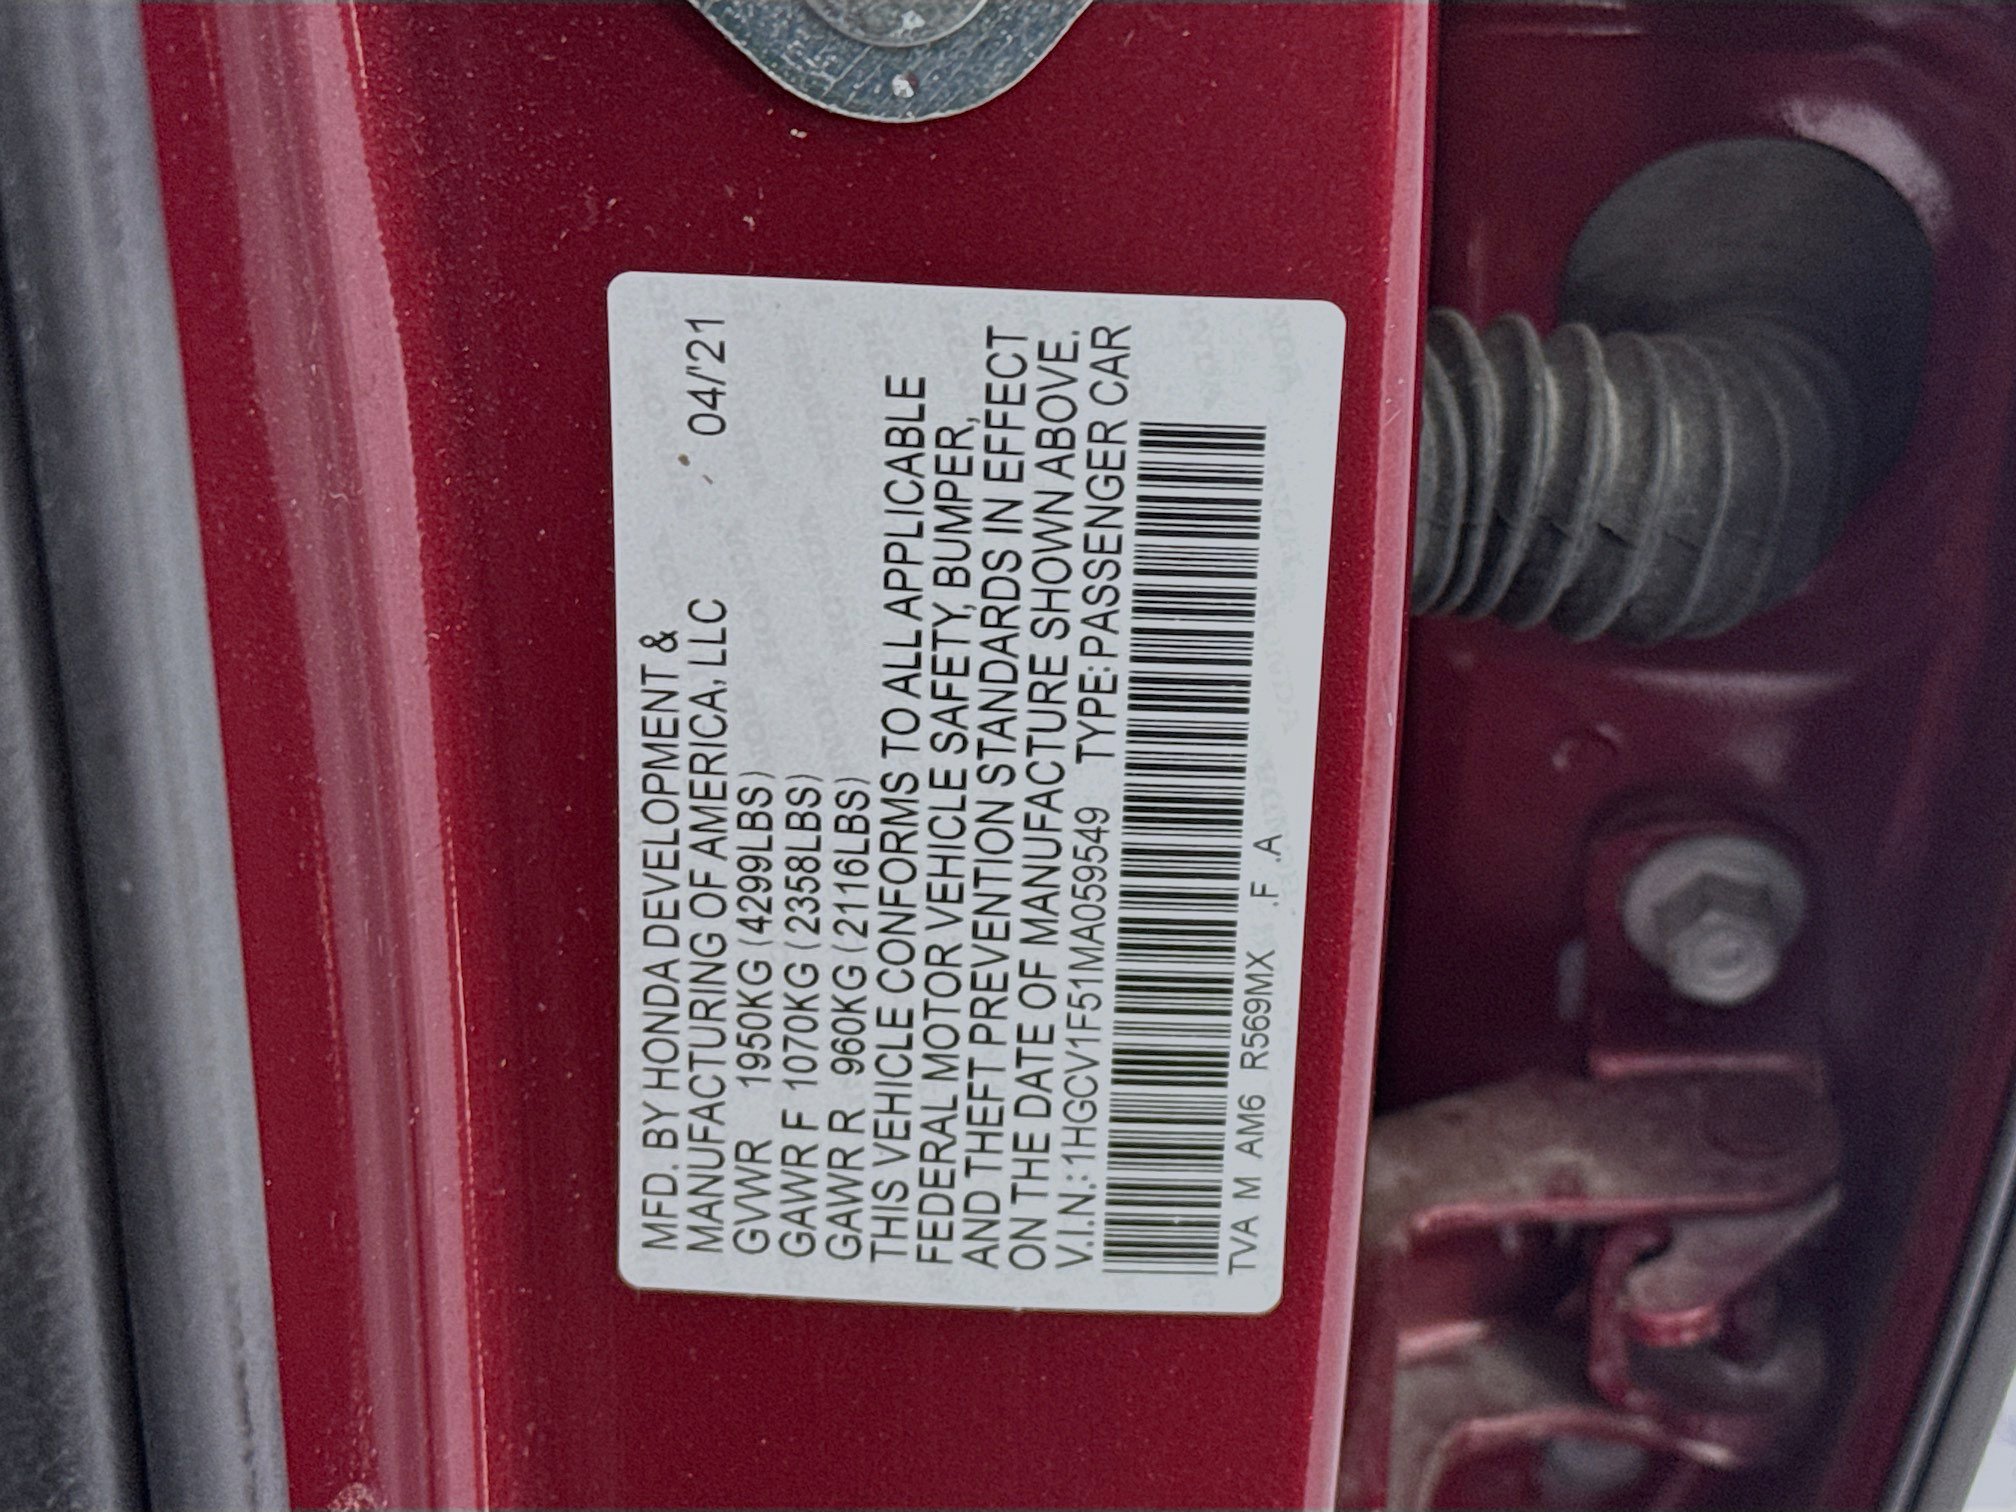 MFD. BY HONDA DEVELOPMENT &
MANUFACTURING OF AMERICA, LLC 04/'21
GVWR 1950KG (4299LBS)
GAWR F 1070KG (2358LBS)
GAWR R 960KG (2116LBS)
THIS VEHICLE CONFORMS TO ALL APPLICABLE
FEDERAL MOTOR VEHICLE SAFETY, BUMPER,
AND THEFT PREVENTION STANDARDS IN EFFECT
ON THE DATE OF MANUFACTURE SHOWN ABOVE.
V.I.N.:1HGCV1F51MA059549 TYPE:PASSENGER CAR
TVA M AM6 R569MX .F .A